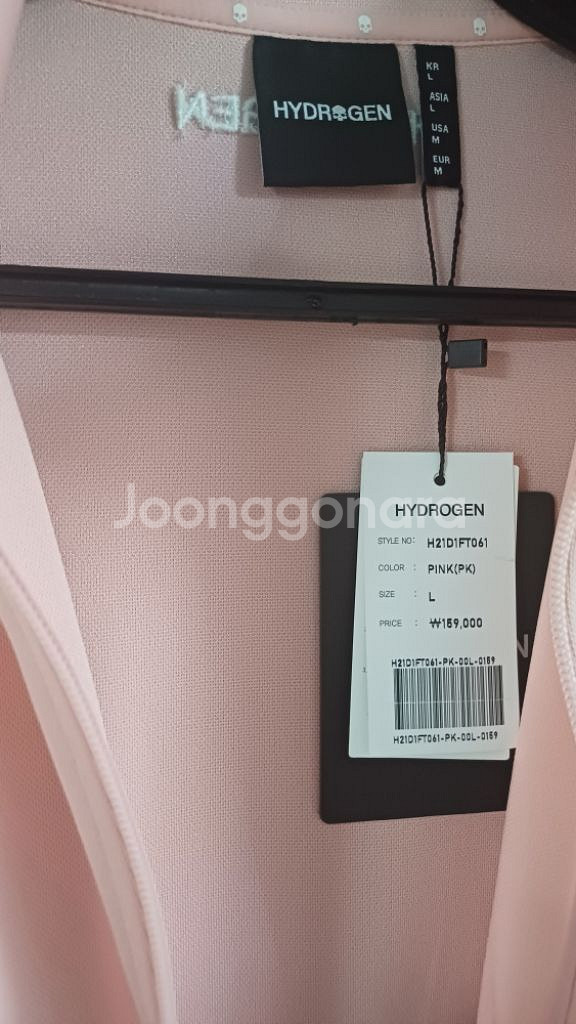 HYDROGEN
KR
L
ASIA
L
USA
M
EUR
M
Joonggonara
HYDROGEN
STYLE NO: H21D1FT061
COLOR : PINK(PK)
SIZE : L
PRICE : ₩159,000
H21D1FT061-PK-00L-0159
H21D1FT061-PK-00L-0159